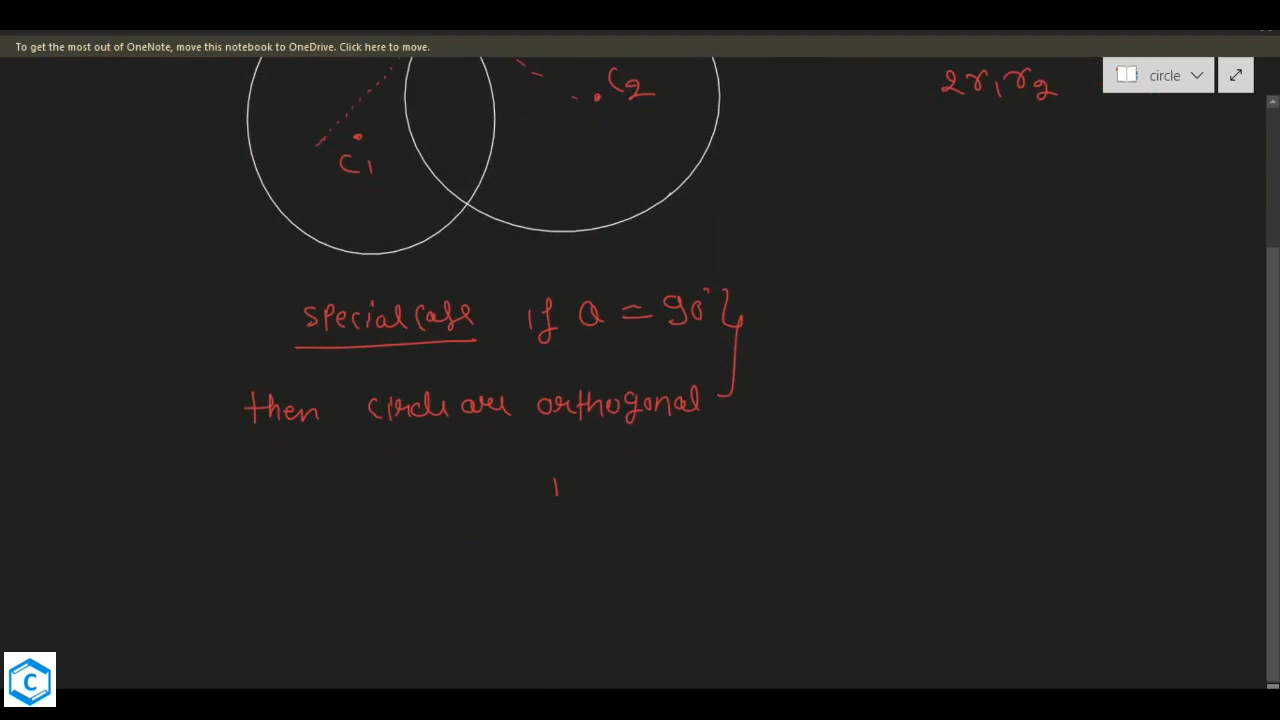 To get the most out of OneNote, move this notebook to OneDrive. Click here to move.
circle
C2
2r1r2
C1
special case if θ = 90°
then circle are orthogonal
C